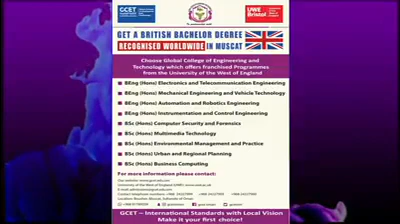 GCET
UWE Bristol
GET A BRITISH BACHELOR DEGREE
RECOGNISED WORLDWIDE IN MUSCAT
Choose Global College of Engineering and
Technology which offers franchised Programmes
from the University of the West of England
BEng (Hons) Electronics and Telecommunication Engineering
BEng (Hons) Mechanical Engineering and Vehicle Technology
BEng (Hons) Automation and Robotics Engineering
BEng (Hons) Instrumentation and Control Engineering
BSc (Hons) Computer Security and Forensics
BSc (Hons) Multimedia Technology
BSc (Hons) Environmental Management and Practice
BSc (Hons) Urban and Regional Planning
BSc (Hons) Business Computing
For more information please contact:
GCET – International Standards with Local Vision
Make it your first choice!